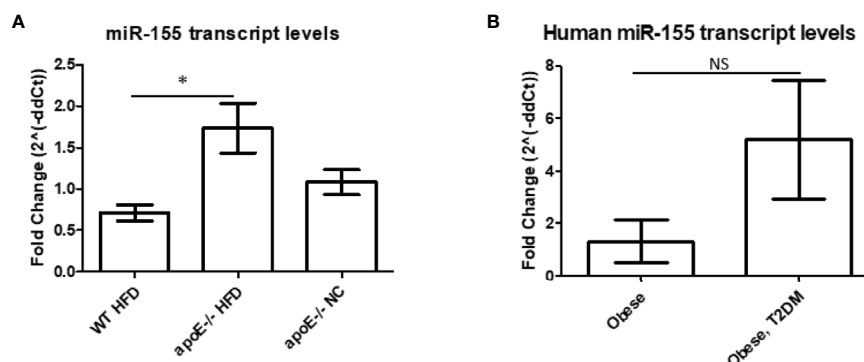 A
miR-155 transcript levels
Fold Change (2^(-ddCt))
2.5
2.0
1.5
1.0
0.5
0.0
*
WT HFD
apoE-/- HFD
apoE-/- NC
B
Human miR-155 transcript levels
Fold Change (2^(-ddCt))
8
6
4
2
0
NS
Obese
Obese, T2DM